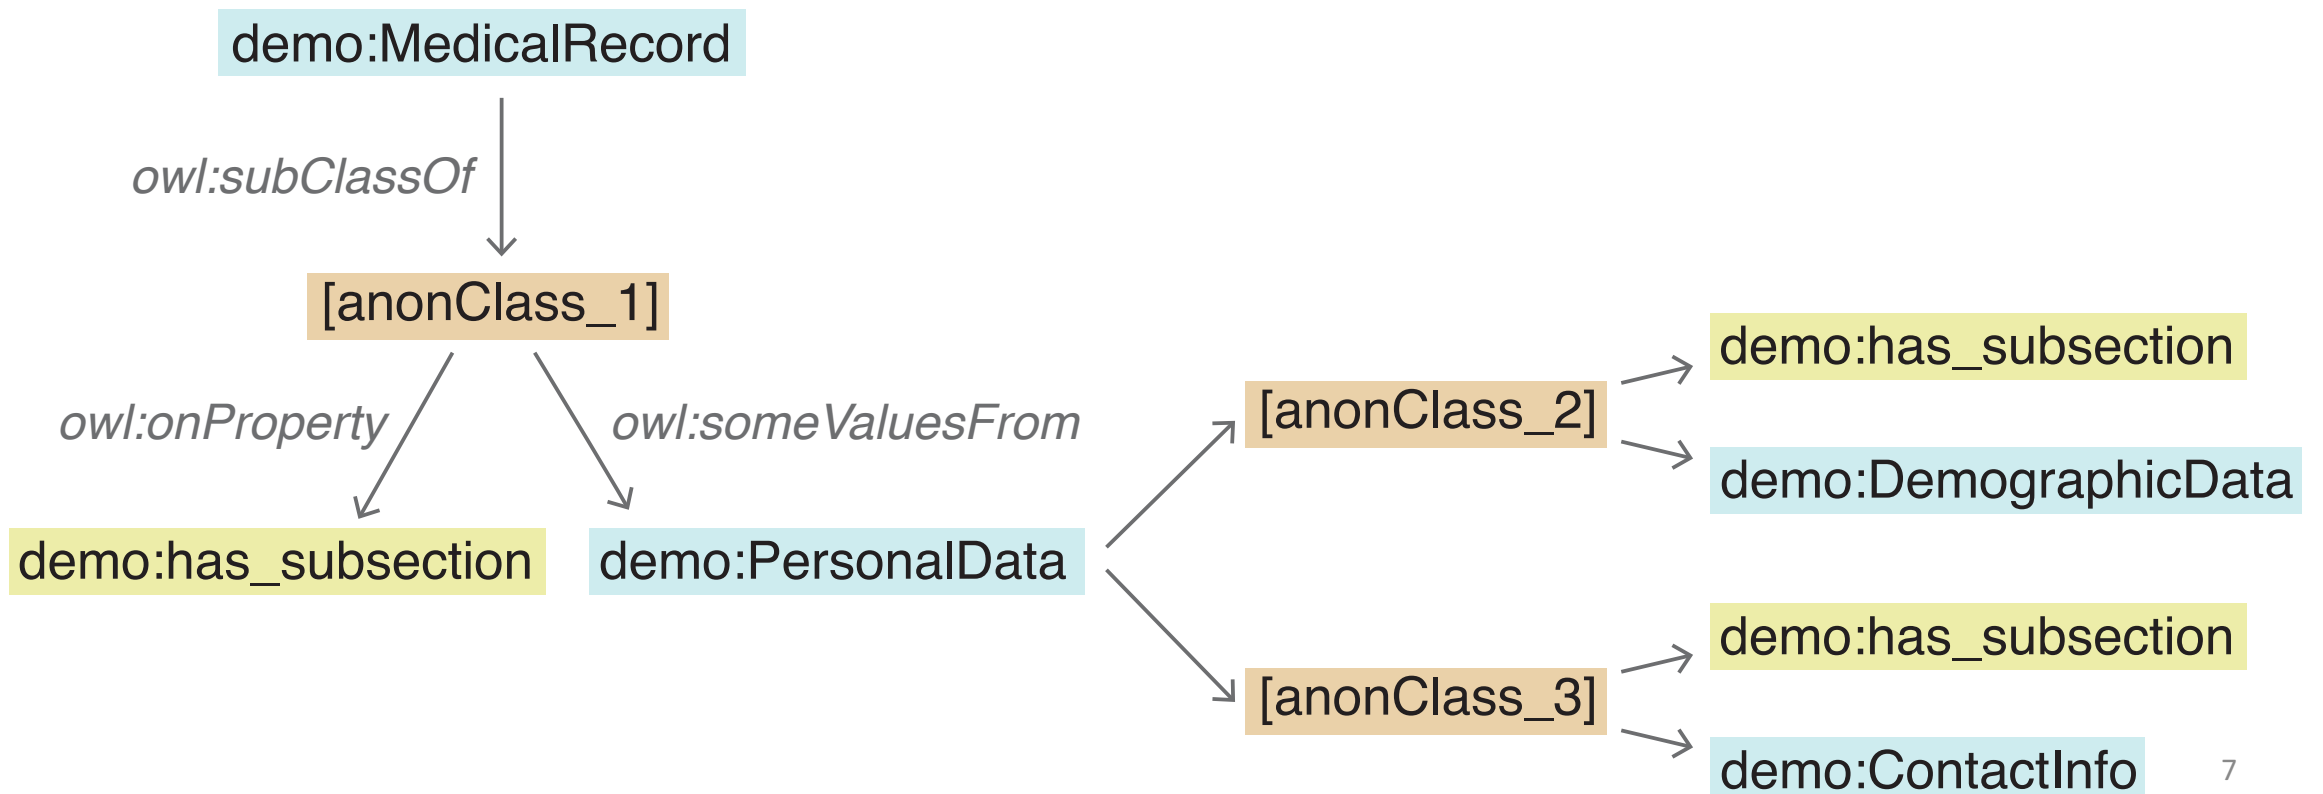 demo:MedicalRecord
owl:subClassOf
[anonClass_1]
owl:onProperty
owl:someValuesFrom
demo:has_subsection
demo:PersonalData
[anonClass_2]
demo:has_subsection
demo:DemographicData
[anonClass_3]
demo:has_subsection
demo:ContactInfo
7